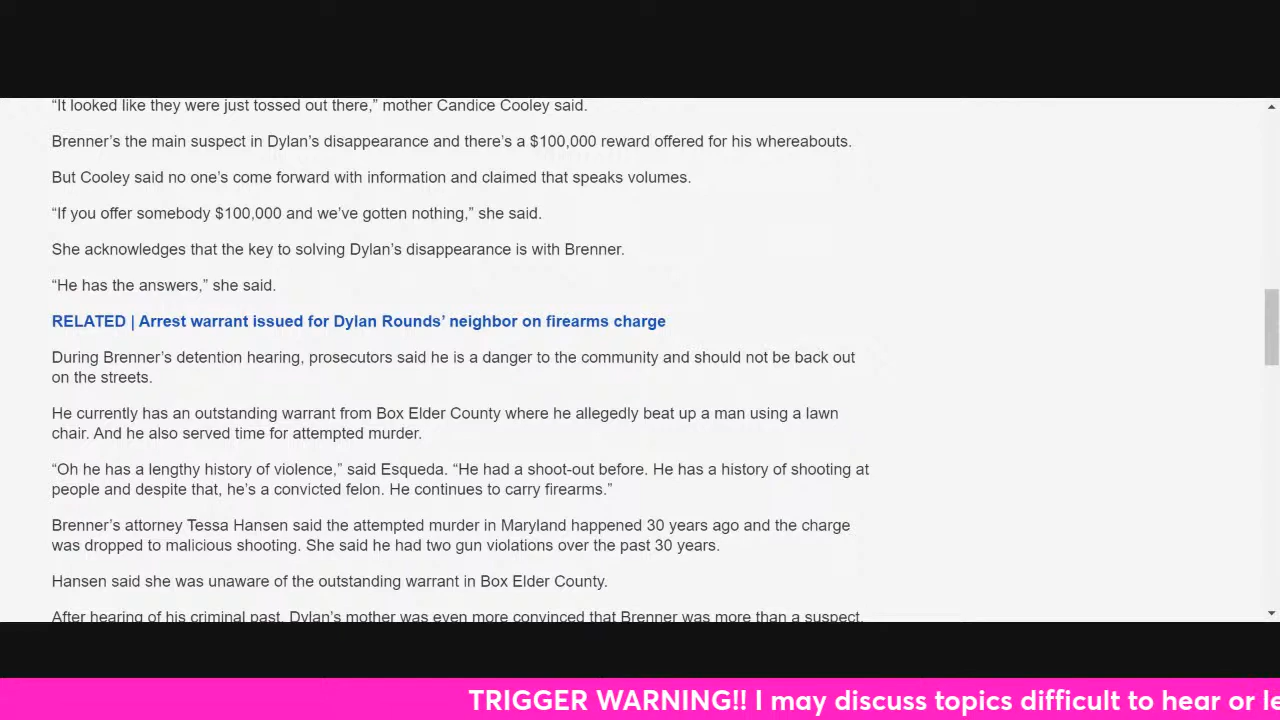 “It looked like they were just tossed out there,” mother Candice Cooley said.
Brenner’s the main suspect in Dylan’s disappearance and there’s a $100,000 reward offered for his whereabouts.
But Cooley said no one’s come forward with information and claimed that speaks volumes.
“If you offer somebody $100,000 and we’ve gotten nothing,” she said.
She acknowledges that the key to solving Dylan’s disappearance is with Brenner.
“He has the answers,” she said.
RELATED | Arrest warrant issued for Dylan Rounds’ neighbor on firearms charge
During Brenner’s detention hearing, prosecutors said he is a danger to the community and should not be back out
on the streets.
He currently has an outstanding warrant from Box Elder County where he allegedly beat up a man using a lawn
chair. And he also served time for attempted murder.
“Oh he has a lengthy history of violence,” said Esqueda. “He had a shoot-out before. He has a history of shooting at
people and despite that, he’s a convicted felon. He continues to carry firearms.”
Brenner’s attorney Tessa Hansen said the attempted murder in Maryland happened 30 years ago and the charge
was dropped to malicious shooting. She said he had two gun violations over the past 30 years.
Hansen said she was unaware of the outstanding warrant in Box Elder County.
After hearing of his criminal past, Dylan’s mother was even more convinced that Brenner was more than a suspect.
TRIGGER WARNING!! I may discuss topics difficult to hear or le